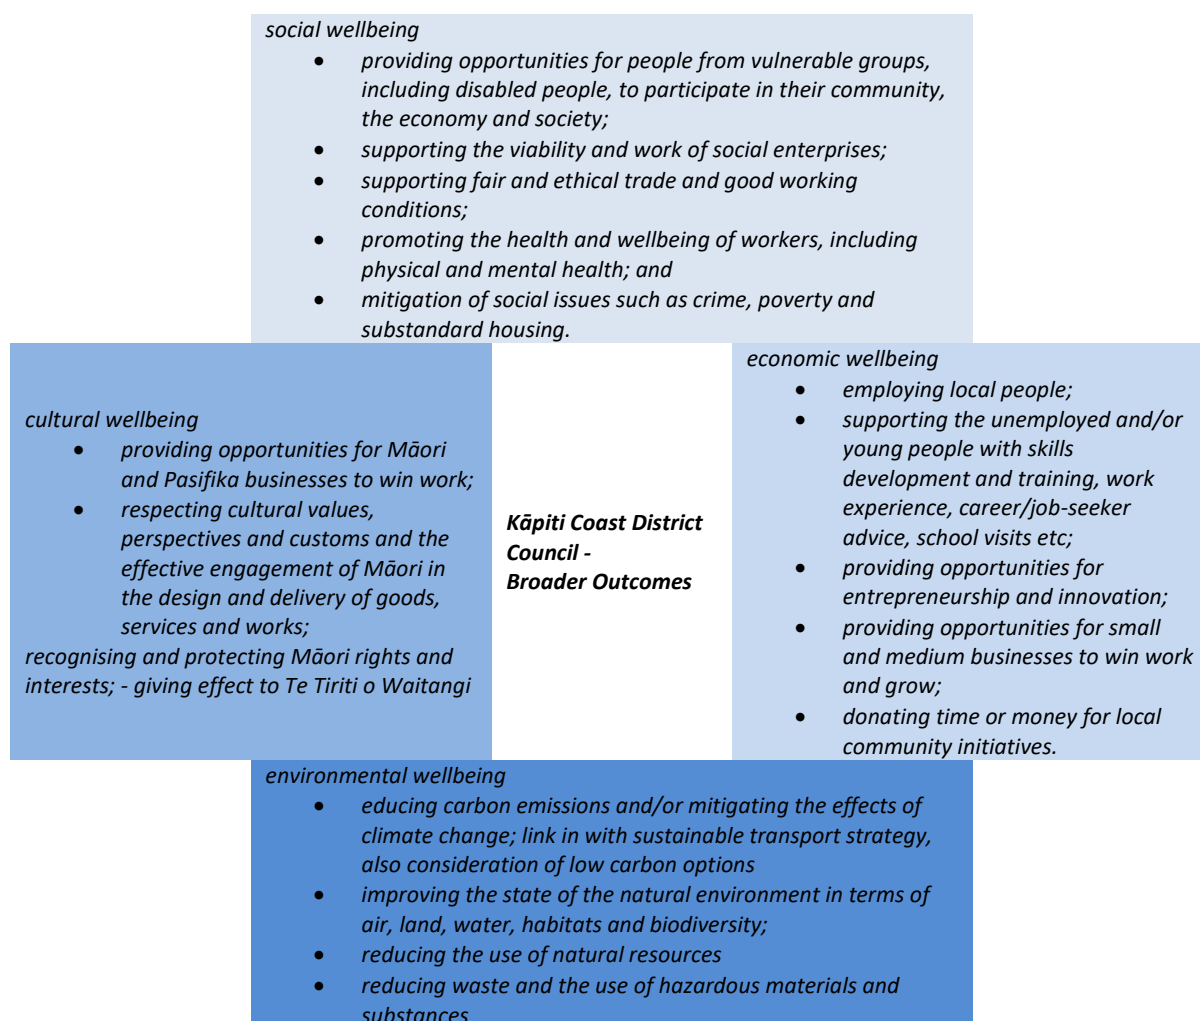 social wellbeing
• providing opportunities for people from vulnerable groups,
including disabled people, to participate in their community,
the economy and society;
• supporting the viability and work of social enterprises;
• supporting fair and ethical trade and good working
conditions;
• promoting the health and wellbeing of workers, including
physical and mental health; and
• mitigation of social issues such as crime, poverty and
substandard housing.
cultural wellbeing
• providing opportunities for Māori
and Pasifika businesses to win work;
• respecting cultural values,
perspectives and customs and the
effective engagement of Māori in
the design and delivery of goods,
services and works;
recognising and protecting Māori rights and
interests; - giving effect to Te Tiriti o Waitangi
Kāpiti Coast District
Council -
Broader Outcomes
economic wellbeing
• employing local people;
• supporting the unemployed and/or
young people with skills
development and training, work
experience, career/job-seeker
advice, school visits etc;
• providing opportunities for
entrepreneurship and innovation;
• providing opportunities for small
and medium businesses to win work
and grow;
• donating time or money for local
community initiatives.
environmental wellbeing
• educing carbon emissions and/or mitigating the effects of
climate change; link in with sustainable transport strategy,
also consideration of low carbon options
• improving the state of the natural environment in terms of
air, land, water, habitats and biodiversity;
• reducing the use of natural resources
• reducing waste and the use of hazardous materials and
substances